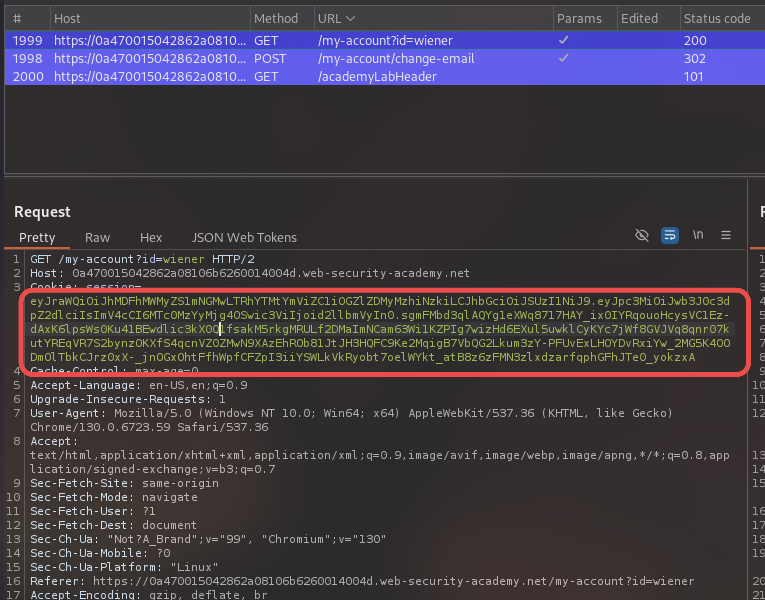 # Host Method URL Params Edited Status code
1999 https://0a470015042862a0810... GET /my-account?id=wiener ✓ 200
1998 https://0a470015042862a0810... POST /my-account/change-email ✓ 302
2000 https://0a470015042862a0810... GET /academyLabHeader 101
Request
Pretty Raw Hex JSON Web Tokens \n
1 GET /my-account?id=wiener HTTP/2
2 Host: 0a470015042862a08106b6260014004d.web-security-academy.net
3 Cookie: session=
4 Cache-Control: max-age=0
5 Accept-Language: en-US,en;q=0.9
6 Upgrade-Insecure-Requests: 1
7 User-Agent: Mozilla/5.0 (Windows NT 10.0; Win64; x64) AppleWebKit/537.36 (KHTML, like Gecko)
Chrome/130.0.6723.59 Safari/537.36
8 Accept:
text/html,application/xhtml+xml,application/xml;q=0.9,image/avif,image/webp,image/apng,*/*;q=0.8,app
lication/signed-exchange;v=b3;q=0.7
9 Sec-Fetch-Site: same-origin
10 Sec-Fetch-Mode: navigate
11 Sec-Fetch-User: ?1
12 Sec-Fetch-Dest: document
13 Sec-Ch-Ua: "Not?A_Brand";v="99", "Chromium";v="130"
14 Sec-Ch-Ua-Mobile: ?0
15 Sec-Ch-Ua-Platform: "Linux"
16 Referer: https://0a470015042862a08106b6260014004d.web-security-academy.net/my-account?id=wiener
17 Accept-Encoding: gzip, deflate, br